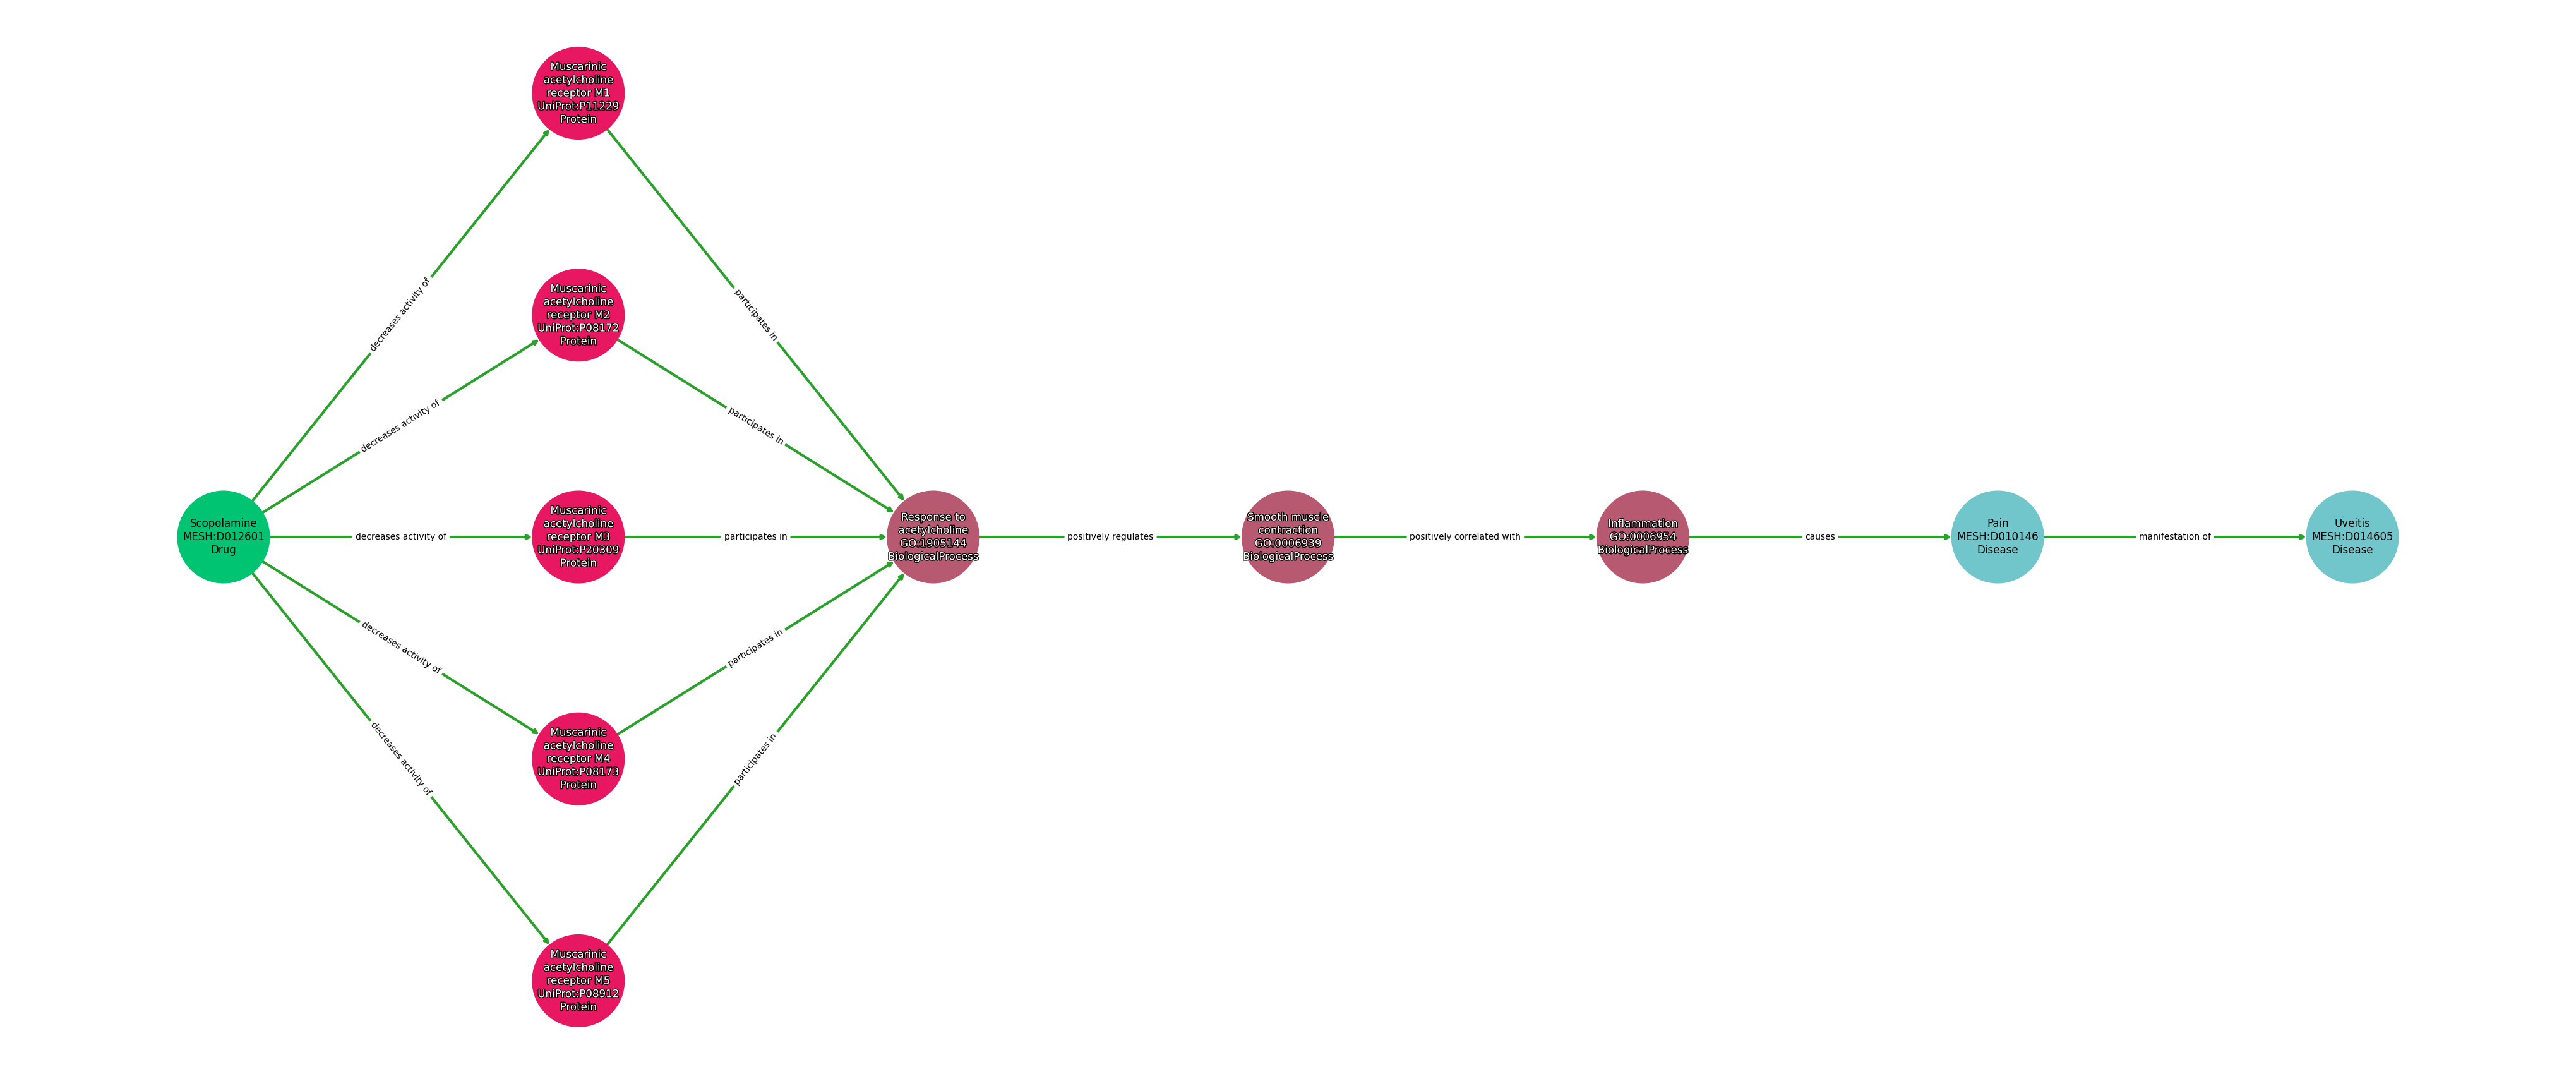 Muscarinic
acetylcholine
receptor M1
UniProt:P11229
Protein
decreases activity of
participates in
Muscarinic
acetylcholine
receptor M2
UniProt:P08172
Protein
decreases activity of
participates in
Scopolamine
MESH:D012601
Drug
decreases activity of
Muscarinic
acetylcholine
receptor M3
UniProt:P20309
Protein
participates in
Response to
acetylcholine
GO:1905144
BiologicalProcess
positively regulates
Smooth muscle
contraction
GO:0006939
BiologicalProcess
positively correlated with
Inflammation
GO:0006954
BiologicalProcess
causes
Pain
MESH:D010146
Disease
manifestation of
Uveitis
MESH:D014605
Disease
decreases activity of
participates in
Muscarinic
acetylcholine
receptor M4
UniProt:P08173
Protein
decreases activity of
participates in
Muscarinic
acetylcholine
receptor M5
UniProt:P08912
Protein